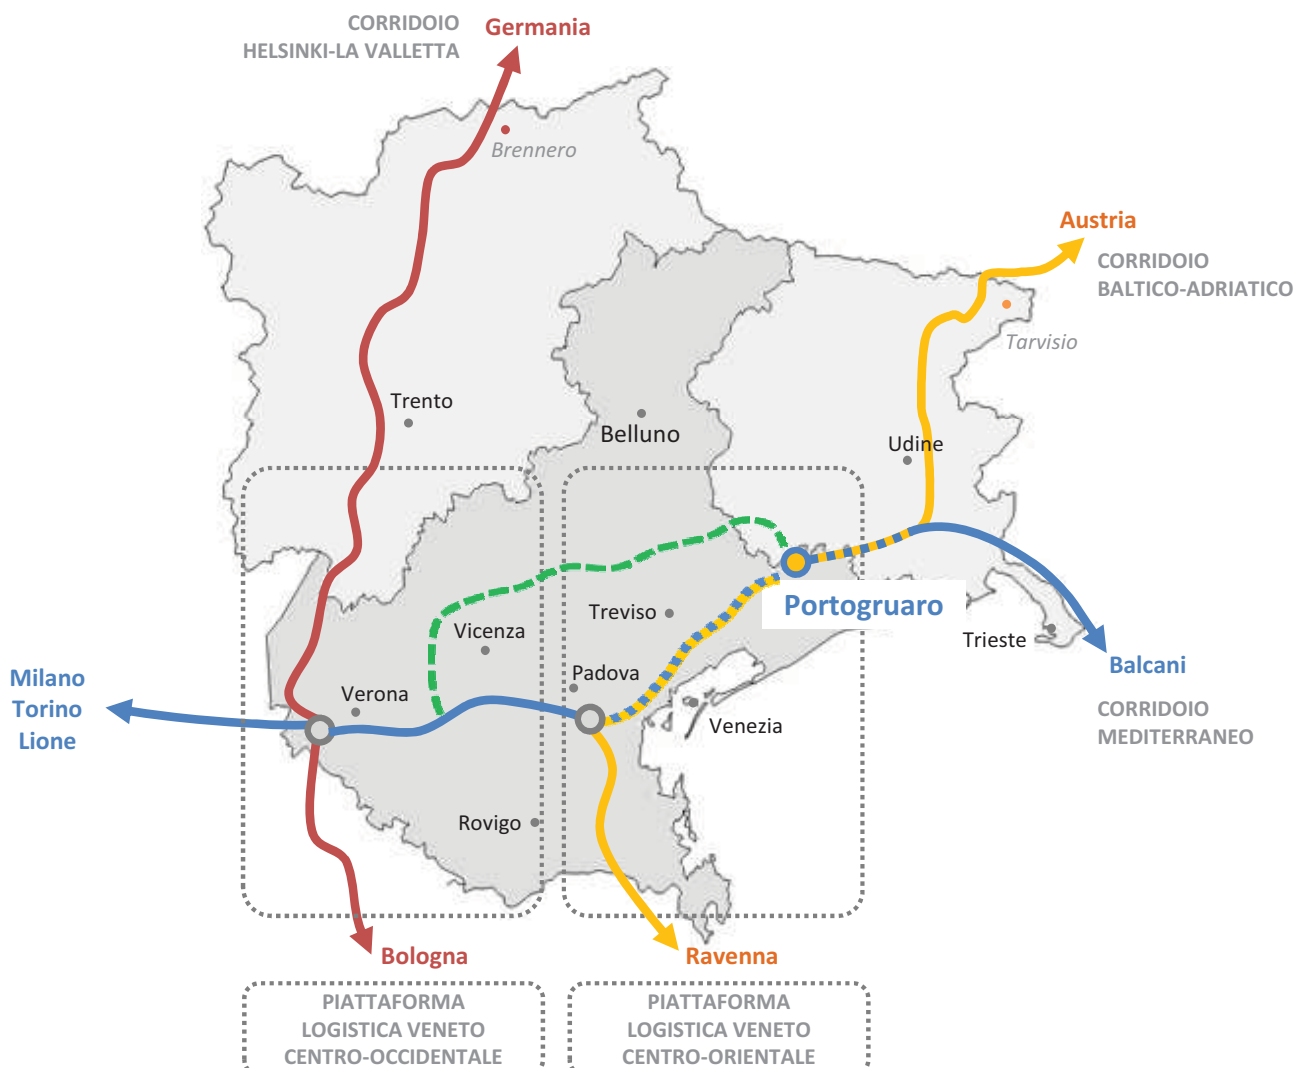 CORRIDOIO
HELSINKI-LA VALLETTA
Germania
Brennero
Austria
CORRIDOIO
BALTICO-ADRIATICO
Tarvisio
Trento
Belluno
Udine
Portogruaro
Treviso
Vicenza
Trieste
Padova
Balcani
Milano
Torino
Lione
Verona
Venezia
CORRIDOIO
MEDITERRANEO
Rovigo
Bologna
Ravenna
PIATTAFORMA
LOGISTICA VENETO
CENTRO-OCCIDENTALE
PIATTAFORMA
LOGISTICA VENETO
CENTRO-ORIENTALE